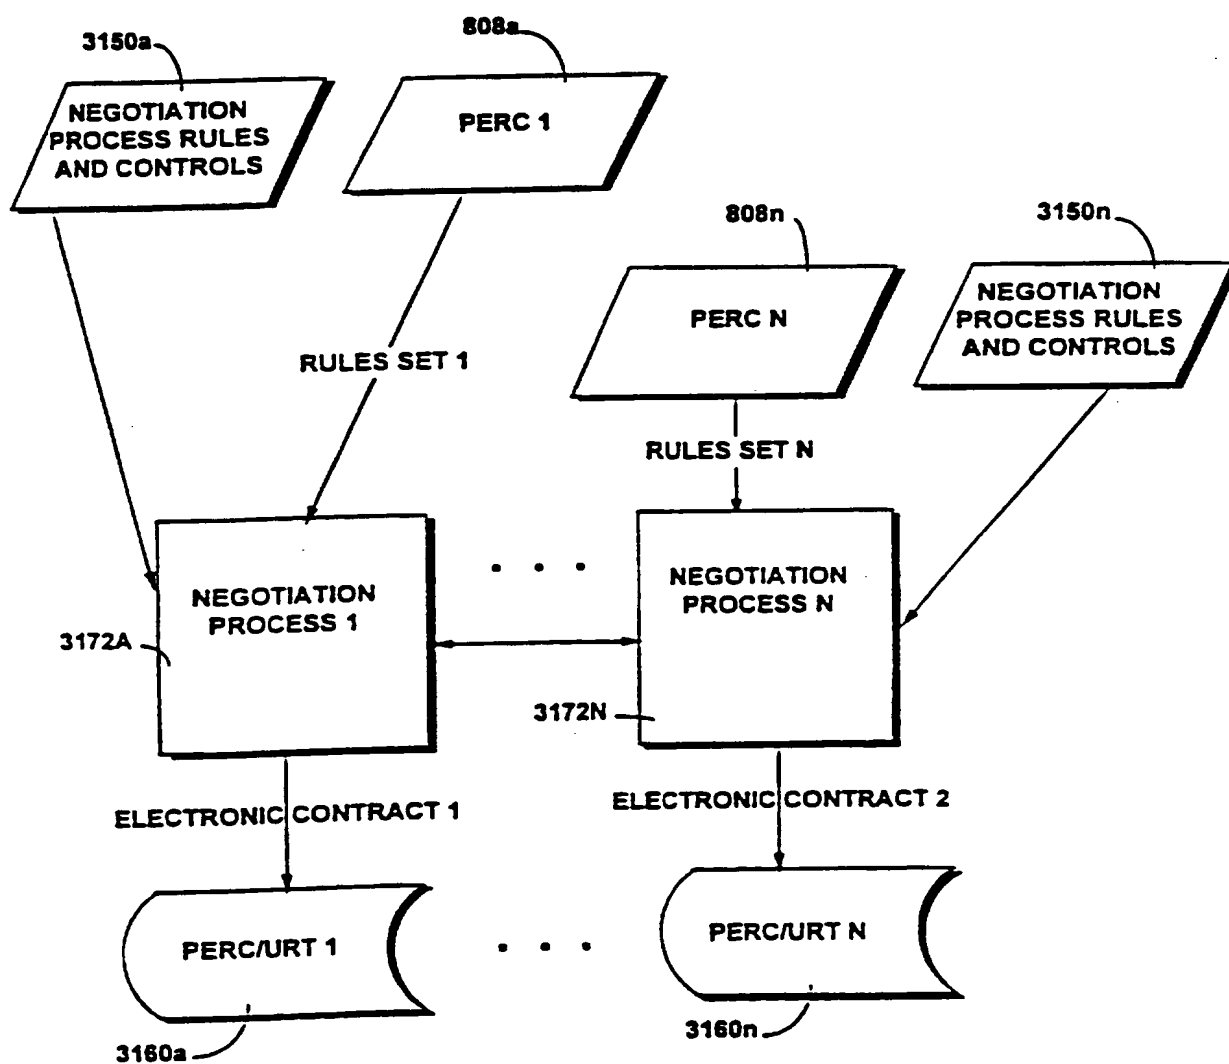 3150a
808a
NEGOTIATION
PROCESS RULES
AND CONTROLS
PERC 1
808n
3150n
PERC N
NEGOTIATION
PROCESS RULES
AND CONTROLS
RULES SET 1
RULES SET N
NEGOTIATION
PROCESS 1
NEGOTIATION
PROCESS N
3172A
3172N
ELECTRONIC CONTRACT 1
ELECTRONIC CONTRACT 2
PERC/URT 1
PERC/URT N
3160a
3160n